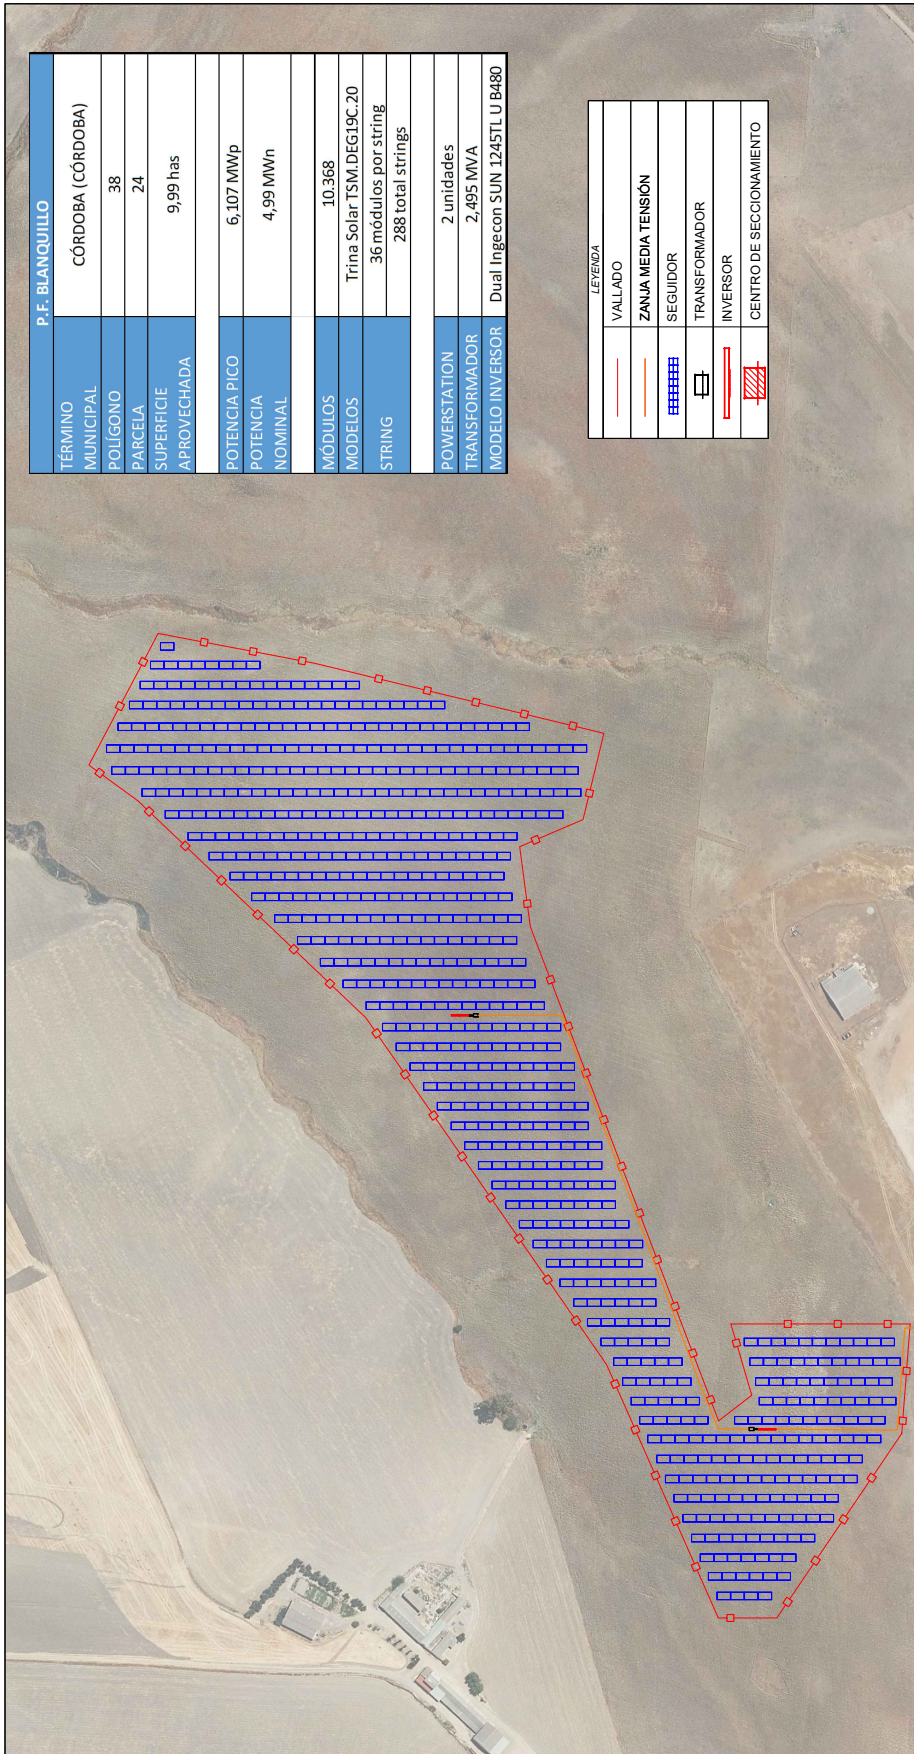 P.F. BLANQUILLO
TÉRMINO MUNICIPAL CÓRDOBA (CÓRDOBA)
POLÍGONO 38
PARCELA 24
SUPERFICIE APROVECHADA 9,99 has
POTENCIA PICO 6,107 MWp
POTENCIA NOMINAL 4,99 MWn
MÓDULOS 10.368
MODELOS Trina Solar TSM.DEG19C.20
STRING 36 módulos por string
288 total strings
POWERSTATION 2 unidades
TRANSFORMADOR 2,495 MVA
MODELO INVERSOR Dual Ingecon SUN 1245TL U B480
LEYENDA
VALLADO
ZANJA MEDIA TENSIÓN
SEGUIDOR
TRANSFORMADOR
INVERSOR
CENTRO DE SECCIONAMIENTO